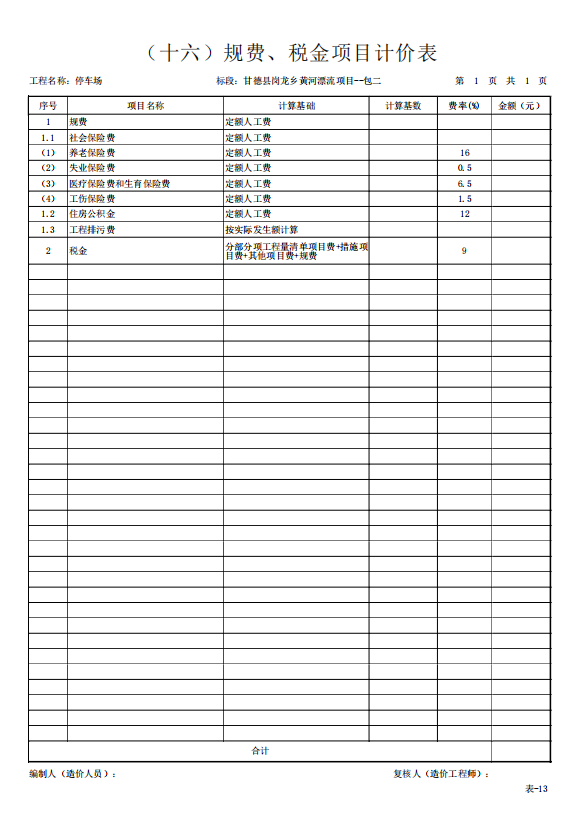 （十六）规费、税金项目计价表
工程名称：停车场 标段：甘德县岗龙乡黄河漂流项目--包二 第 1 页 共 1 页
序号 项目名称 计算基础 计算基数 费率(%) 金额（元）
1 规费 定额人工费
1.1 社会保险费 定额人工费
（1） 养老保险费 定额人工费 16
（2） 失业保险费 定额人工费 0.5
（3） 医疗保险费和生育保险费 定额人工费 6.5
（4） 工伤保险费 定额人工费 1.5
1.2 住房公积金 定额人工费 12
1.3 工程排污费 按实际发生额计算
2 税金 分部分项工程量清单项目费+措施项
目费+其他项目费+规费 9
合计
编制人（造价人员）： 复核人（造价工程师）：
表-13